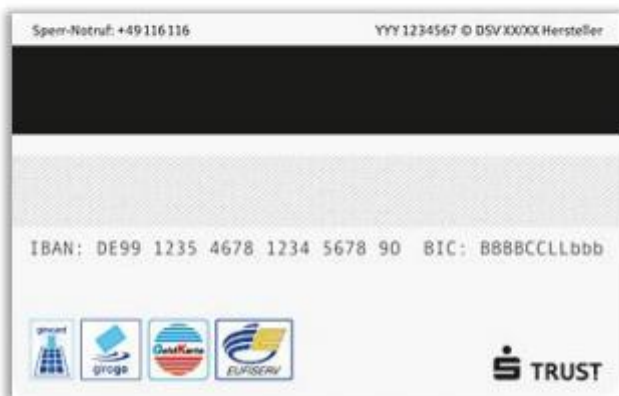 Sperr-Notruf: +49 116 116 YYY 1234567 © DSV XX/XX Hersteller
IBAN: DE99 1235 4678 1234 5678 90 BIC: BBBBCCLLbbb
girocard
girogo
GeldKarte
EUFISERV
S TRUST